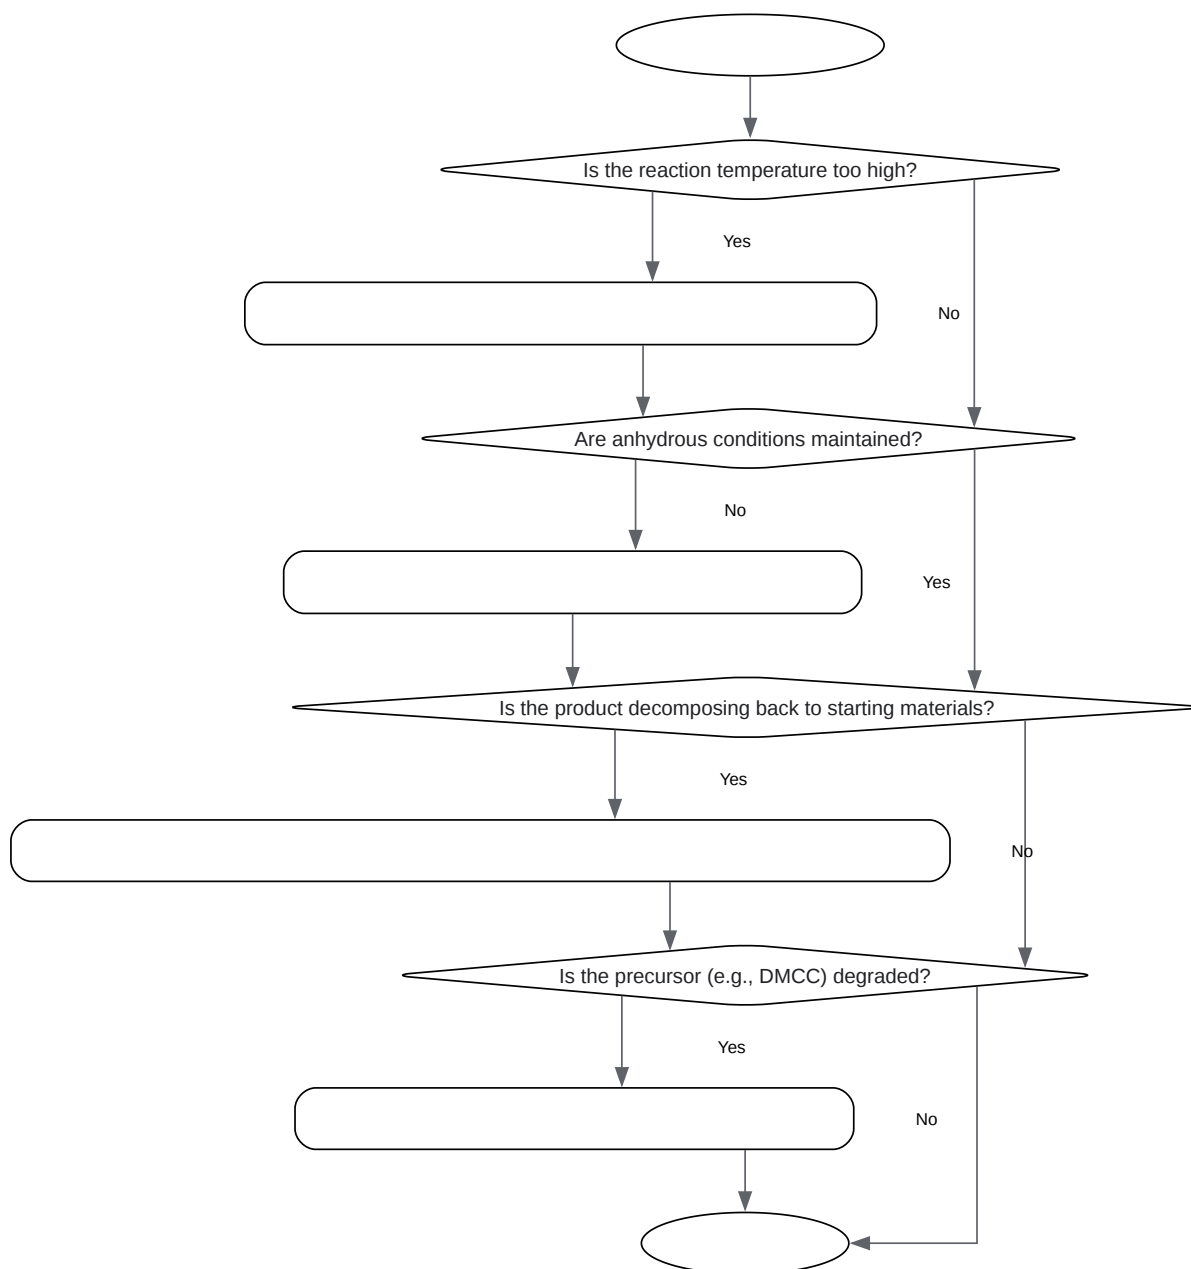 Is the reaction temperature too high?
Yes
No
Are anhydrous conditions maintained?
No
Yes
Is the product decomposing back to starting materials?
Yes
No
Is the precursor (e.g., DMCC) degraded?
Yes
No